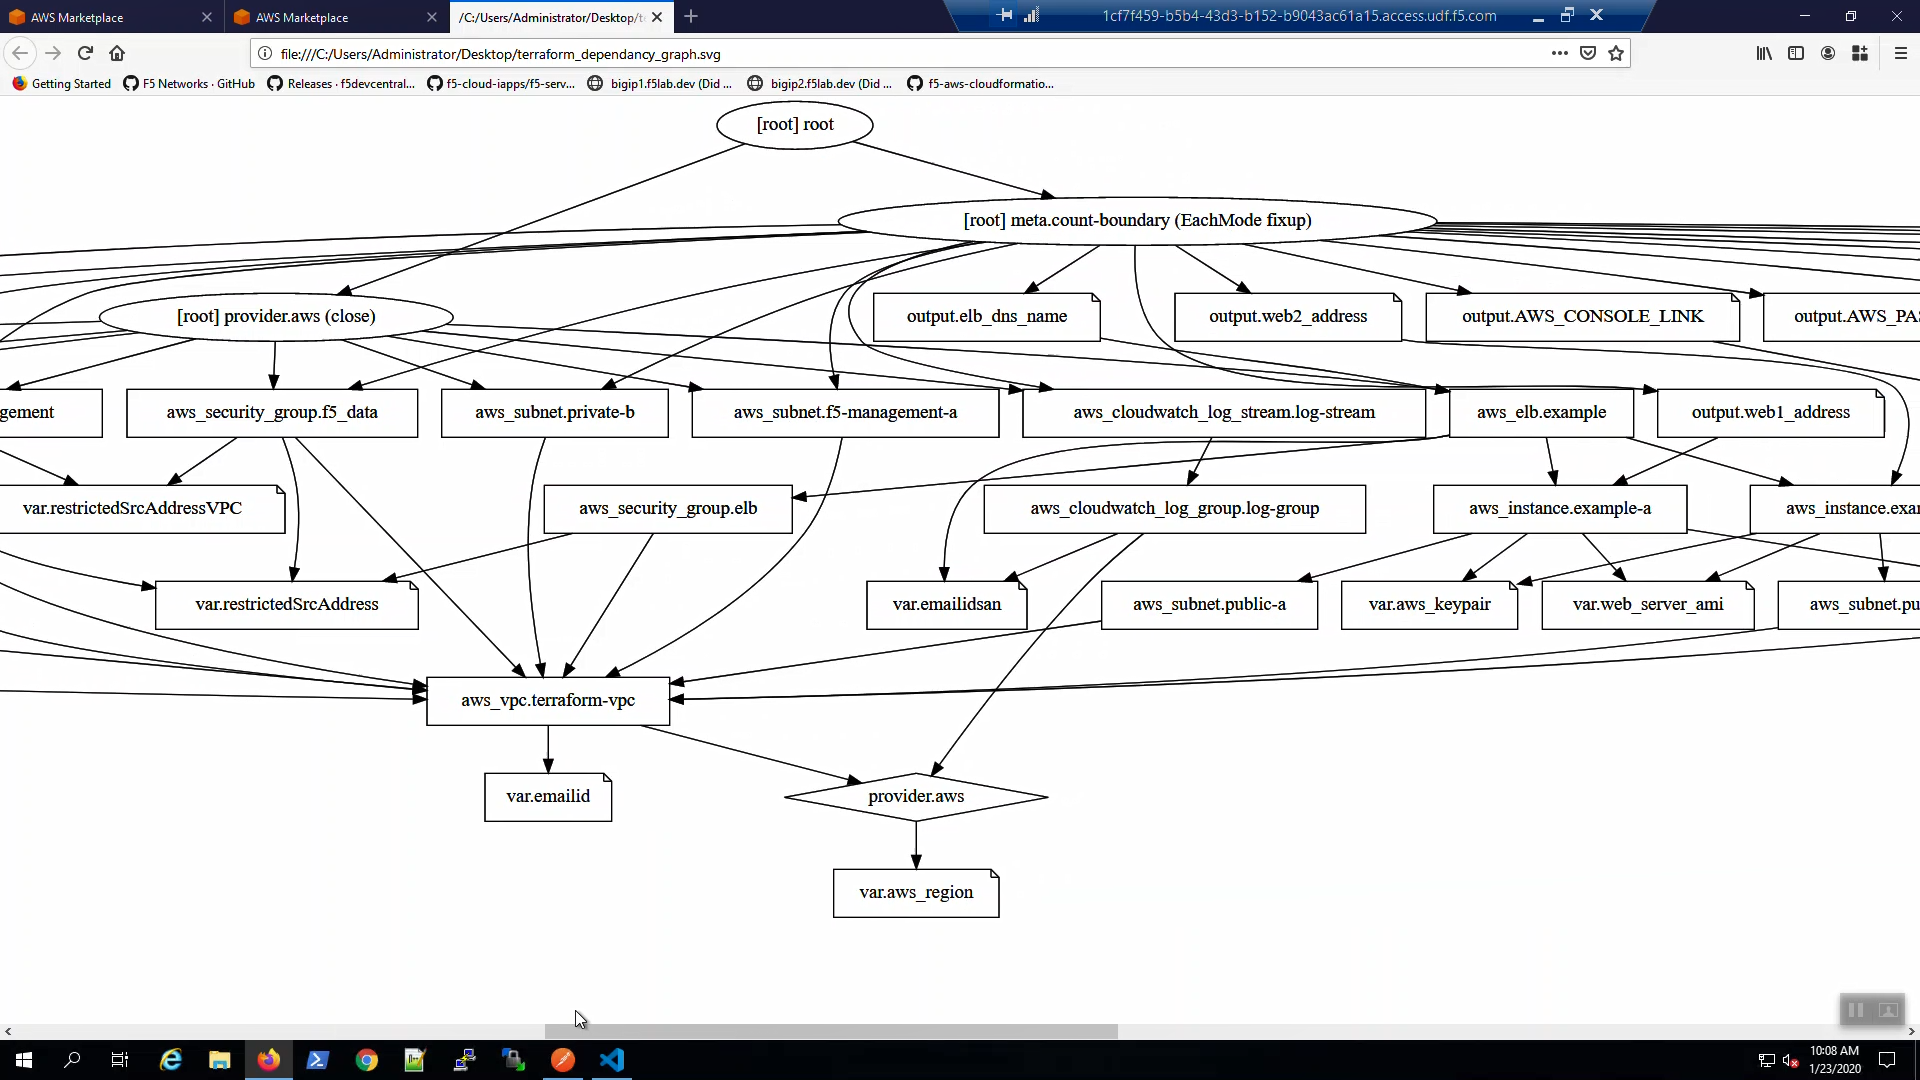 AWS Marketplace
AWS Marketplace
/C:/Users/Administrator/Desktop/te
1cf7f459-b5b4-43d3-b152-b9043ac61a15.access.udf.f5.com
file:///C:/Users/Administrator/Desktop/terraform_dependancy_graph.svg
Getting Started
F5 Networks · GitHub
Releases · f5devcentral...
f5-cloud-iapps/f5-serv...
bigip1.f5lab.dev (Did ...
bigip2.f5lab.dev (Did ...
f5-aws-cloudformatio...
[root] root
[root] meta.count-boundary (EachMode fixup)
[root] provider.aws (close)
output.elb_dns_name
output.web2_address
output.AWS_CONSOLE_LINK
output.AWS_PAS
gement
aws_security_group.f5_data
aws_subnet.private-b
aws_subnet.f5-management-a
aws_cloudwatch_log_stream.log-stream
aws_elb.example
output.web1_address
var.restrictedSrcAddressVPC
aws_security_group.elb
aws_cloudwatch_log_group.log-group
aws_instance.example-a
aws_instance.exa
var.restrictedSrcAddress
var.emailidsan
aws_subnet.public-a
var.aws_keypair
var.web_server_ami
aws_subnet.pu
aws_vpc.terraform-vpc
var.emailid
provider.aws
var.aws_region
10:08 AM
1/23/2020